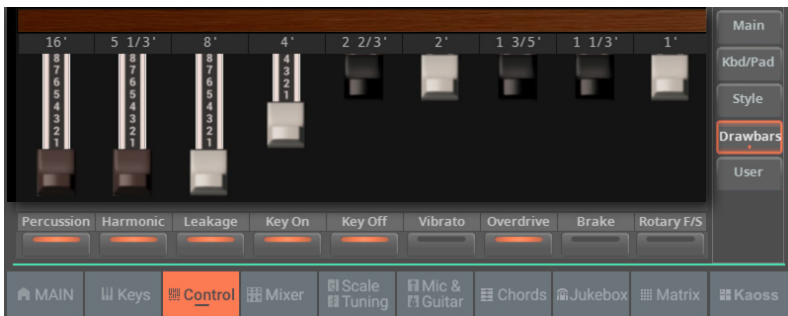 16' 5 1/3' 8' 4' 2 2/3' 2' 1 3/5' 1 1/3' 1'
8 8 8 4
7 7 7 3
6 6 6 2
5 5 5 1
4 4 4
3 3 3
2 2 2
1 1 1
Main
Kbd/Pad
Style
Drawbars
User
Percussion Harmonic Leakage Key On Key Off Vibrato Overdrive Brake Rotary F/S
MAIN Keys Control Mixer Scale Tuning Mic & Guitar Chords Jukebox Matrix Kaoss